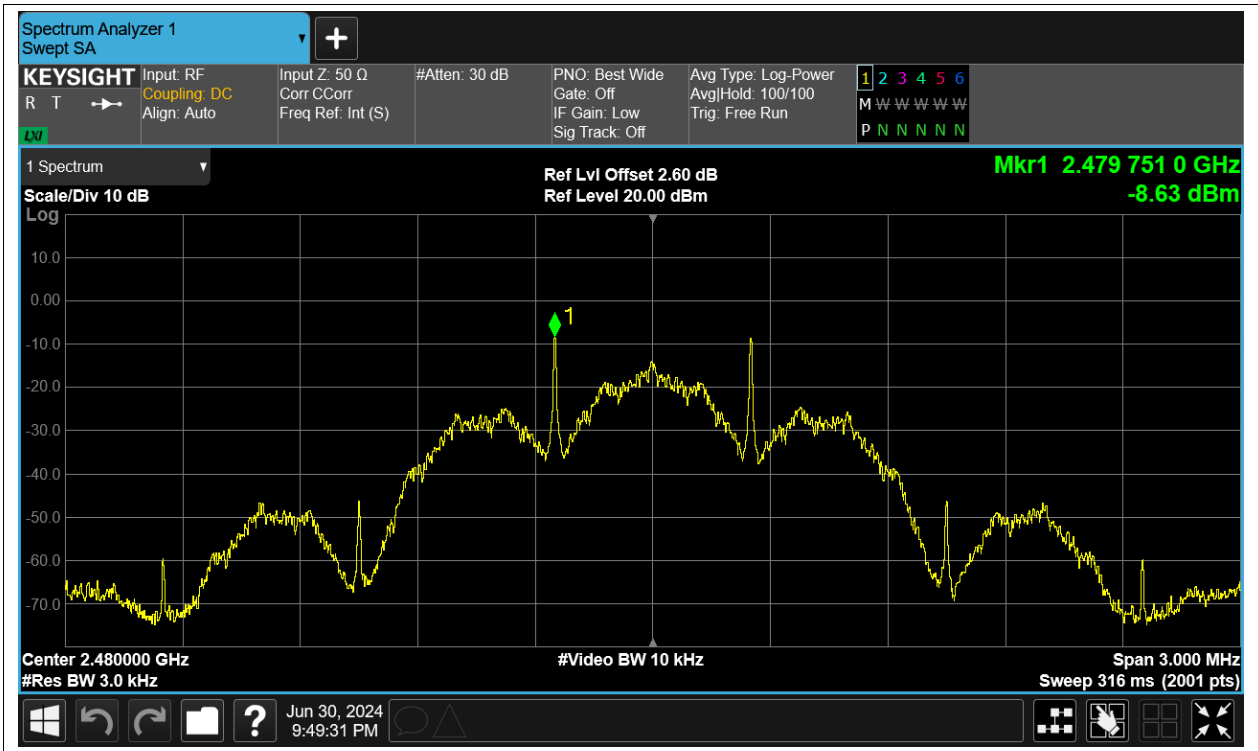 Spectrum Analyzer 1
Swept SA
KEYSIGHT
R T
LXI
Input: RF
Coupling: DC
Align: Auto
Input Z: 50 Ω
Corr CCorr
Freq Ref: Int (S)
#Atten: 30 dB
PNO: Best Wide
Gate: Off
IF Gain: Low
Sig Track: Off
Avg Type: Log-Power
Avg|Hold: 100/100
Trig: Free Run
1 2 3 4 5 6
M W W W W W W
P N N N N N N
1 Spectrum
Scale/Div 10 dB
Log
Ref Lvl Offset 2.60 dB
Ref Level 20.00 dBm
Mkr1 2.479 751 0 GHz
-8.63 dBm
10.0
0.00
-10.0
-20.0
-30.0
-40.0
-50.0
-60.0
-70.0
1
Center 2.480000 GHz
#Res BW 3.0 kHz
#Video BW 10 kHz
Span 3.000 MHz
Sweep 316 ms (2001 pts)
?
Jun 30, 2024
9:49:31 PM